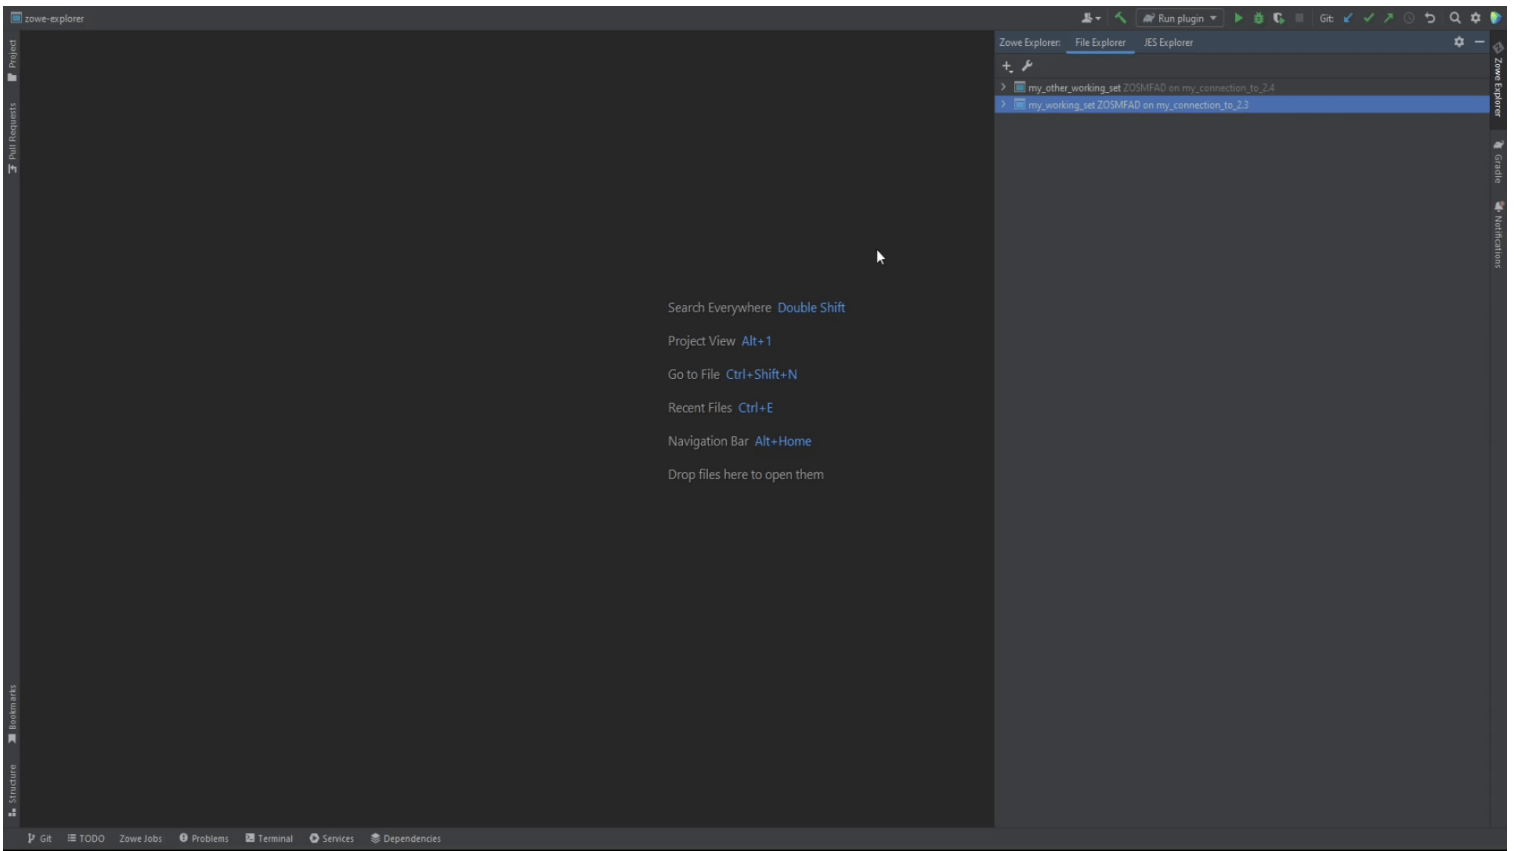 zowe-explorer
Run plugin
Git:
Project
Pull Requests
Bookmarks
Structure
Search Everywhere Double Shift
Project View Alt+1
Go to File Ctrl+Shift+N
Recent Files Ctrl+E
Navigation Bar Alt+Home
Drop files here to open them
Zowe Explorer: File Explorer JES Explorer
my_other_working_set ZOSMFAD on my_connection_to_2.4
my_working_set ZOSMFAD on my_connection_to_2.3
Zowe Explorer
Gradle
Notifications
Git TODO Zowe Jobs Problems Terminal Services Dependencies